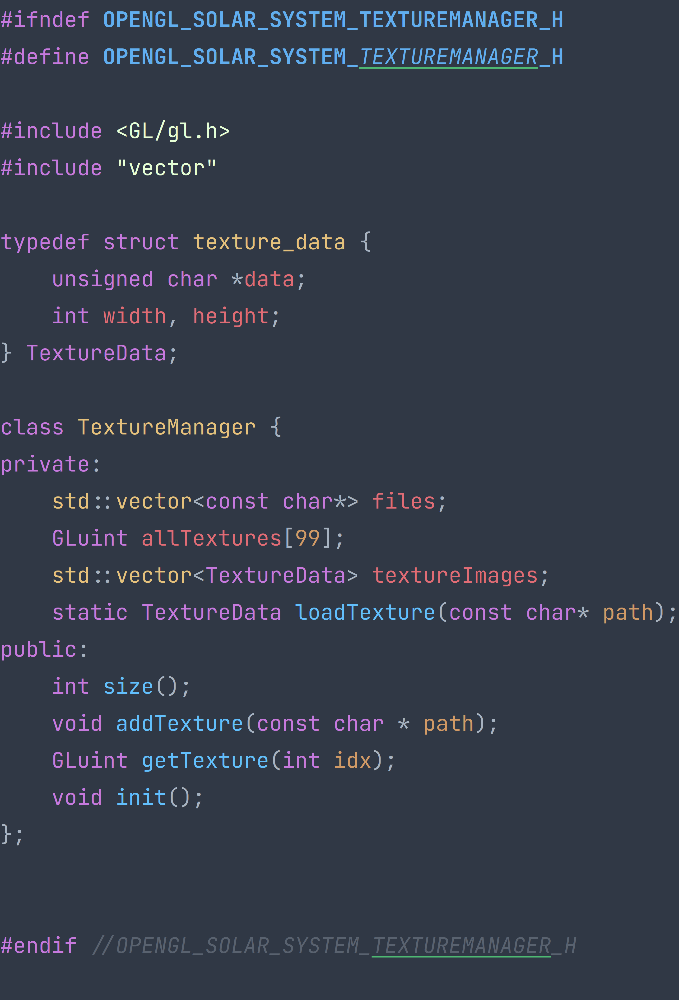 #ifndef OPENGL_SOLAR_SYSTEM_TEXTUREMANAGER_H
#define OPENGL_SOLAR_SYSTEM_TEXTUREMANAGER_H
#include <GL/gl.h>
#include "vector"
typedef struct texture_data {
    unsigned char *data;
    int width, height;
} TextureData;
class TextureManager {
private:
    std::vector<const char*> files;
    GLuint allTextures[99];
    std::vector<TextureData> textureImages;
    static TextureData loadTexture(const char* path);
public:
    int size();
    void addTexture(const char * path);
    GLuint getTexture(int idx);
    void init();
};
#endif //OPENGL_SOLAR_SYSTEM_TEXTUREMANAGER_H